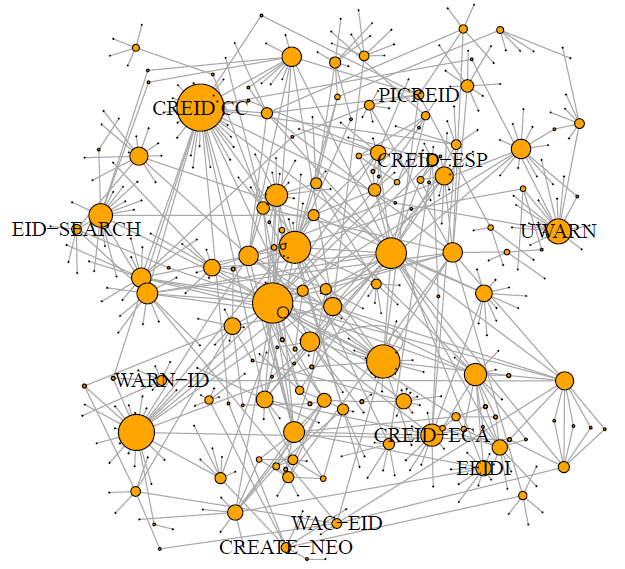 PICREID
CREID CC
CREID−ESP
EID−SEARCH
UWARN
WARN−ID
CREID−ECA
EEIDI
WAC−EID
CREATE−NEO